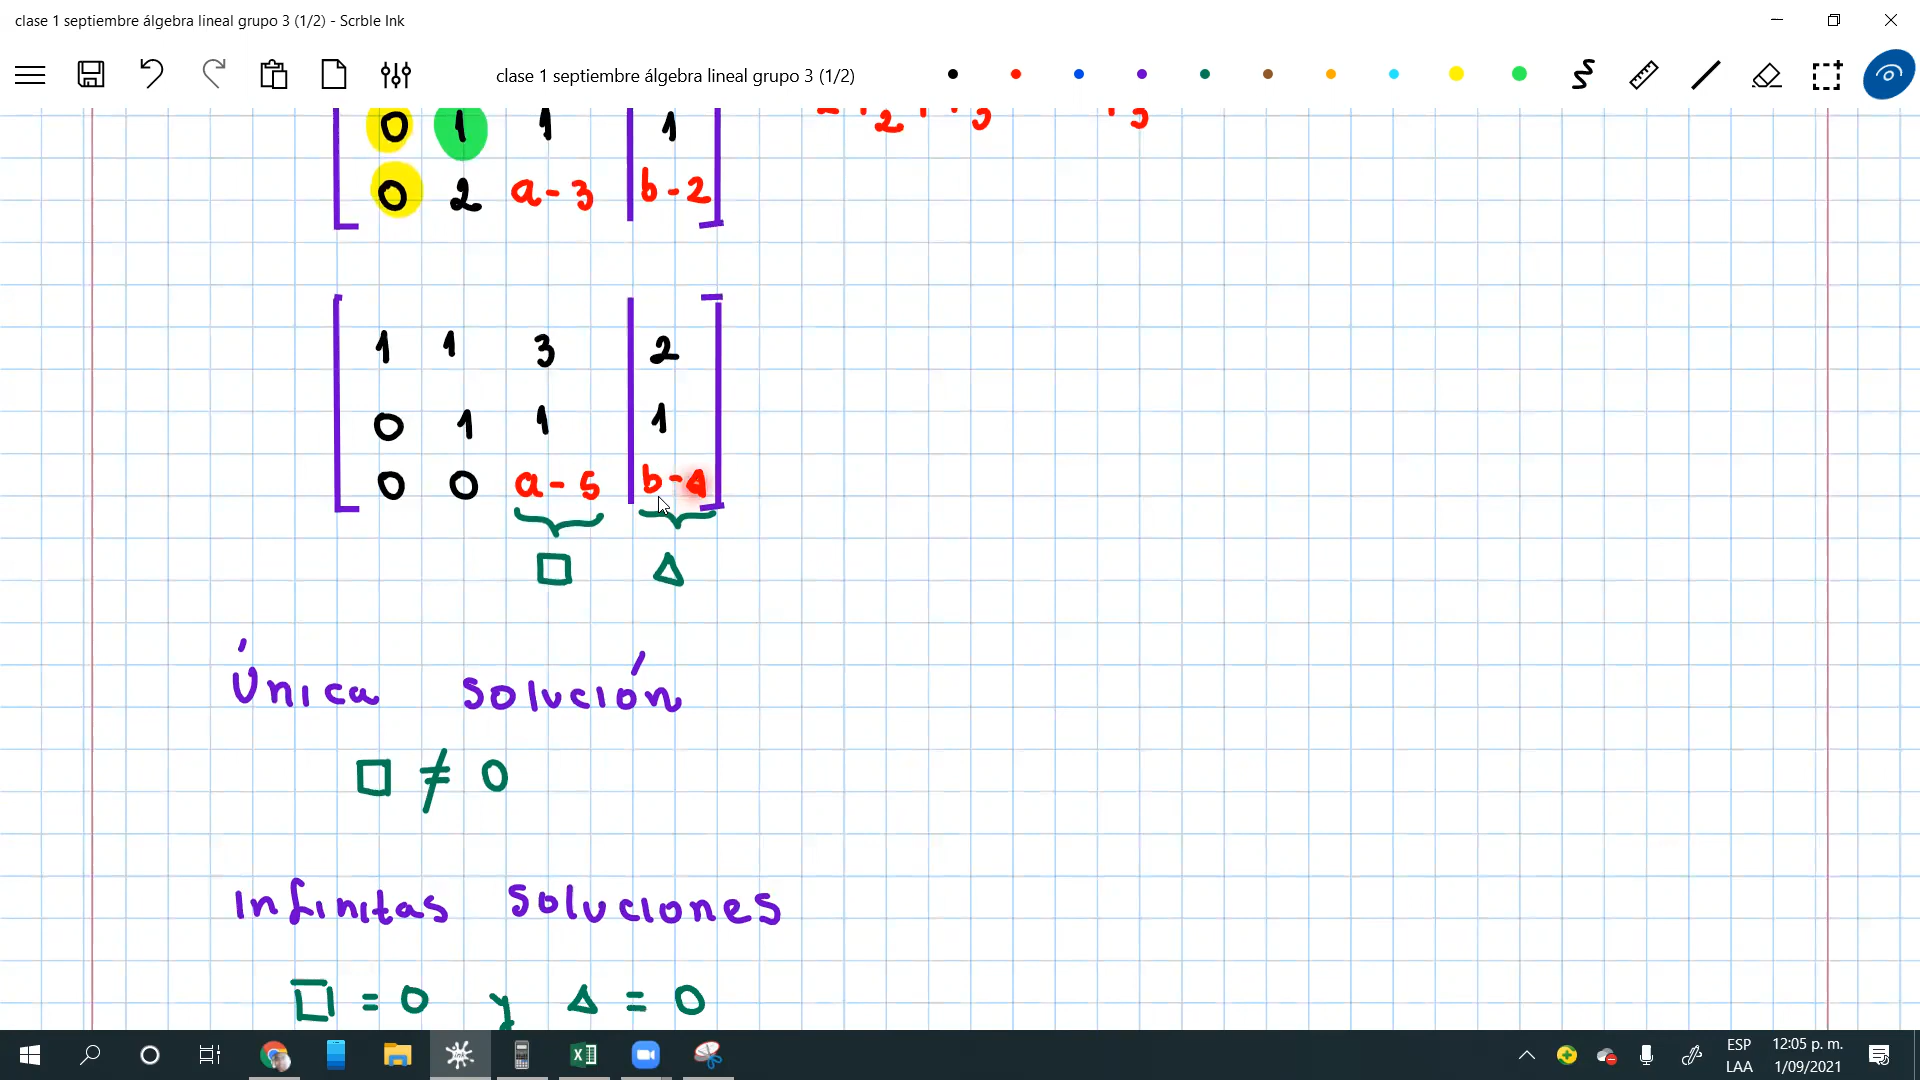 clase 1 septiembre álgebra lineal grupo 3 (1/2) - Scrble Ink
clase 1 septiembre álgebra lineal grupo 3 (1/2)
0 1 1 1
0 2 a-3 b-2
1 1 3 2
0 1 1 1
0 0 a-5 b-4
□ Δ
Única solución
□ ≠ 0
Infinitas soluciones
□ = 0 y Δ = 0
ESP
LAA
12:05 p. m.
1/09/2021